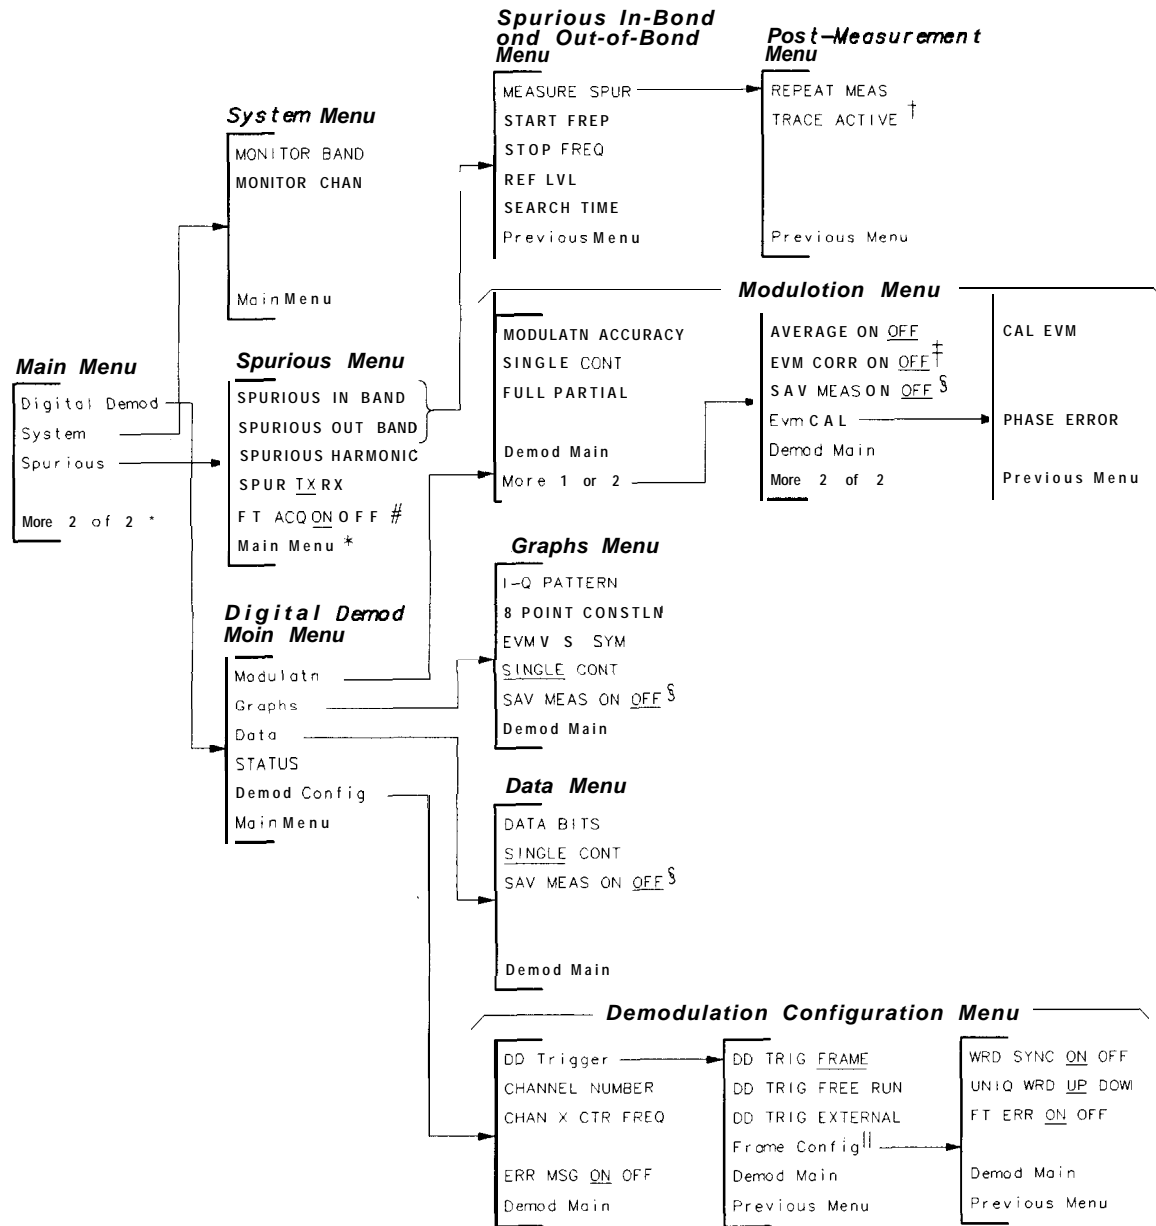 Spurious In-Bond
ond Out-of-Bond
Menu
MEASURE SPUR
START FREP
STOP FREQ
REF LVL
SEARCH TIME
Previous Menu
Post-Measurement
Menu
REPEAT MEAS
TRACE ACTIVE †
Previous Menu
System Menu
MONITOR BAND
MONITOR CHAN
Main Menu
Main Menu
Digital Demod
System
Spurious
More 2 of 2 *
Spurious Menu
SPURIOUS IN BAND
SPURIOUS OUT BAND
SPURIOUS HARMONIC
SPUR TX RX
FT ACQ ON OFF #
Main Menu *
Modulotion Menu
MODULATN ACCURACY
SINGLE CONT
FULL PARTIAL
Demod Main
More 1 or 2
AVERAGE ON OFF
EVM CORR ON OFF ‡
SAV MEAS ON OFF §
Evm CAL
Demod Main
More 2 of 2
CAL EVM
PHASE ERROR
Previous Menu
Digital Demod
Moin Menu
Modulatn
Graphs
Data
STATUS
Demod Config
Main Menu
Graphs Menu
I-Q PATTERN
8 POINT CONSTLN
EVM V S SYM
SINGLE CONT
SAV MEAS ON OFF §
Demod Main
Data Menu
DATA BITS
SINGLE CONT
SAV MEAS ON OFF §
Demod Main
Demodulation Configuration Menu
DD Trigger
CHANNEL NUMBER
CHAN X CTR FREQ
ERR MSG ON OFF
Demod Main
DD TRIG FRAME
DD TRIG FREE RUN
DD TRIG EXTERNAL
Frame Config ||
Demod Main
Previous Menu
WRD SYNC ON OFF
UNIQ WRD UP DOWI
FT ERR ON OFF
Demod Main
Previous Menu